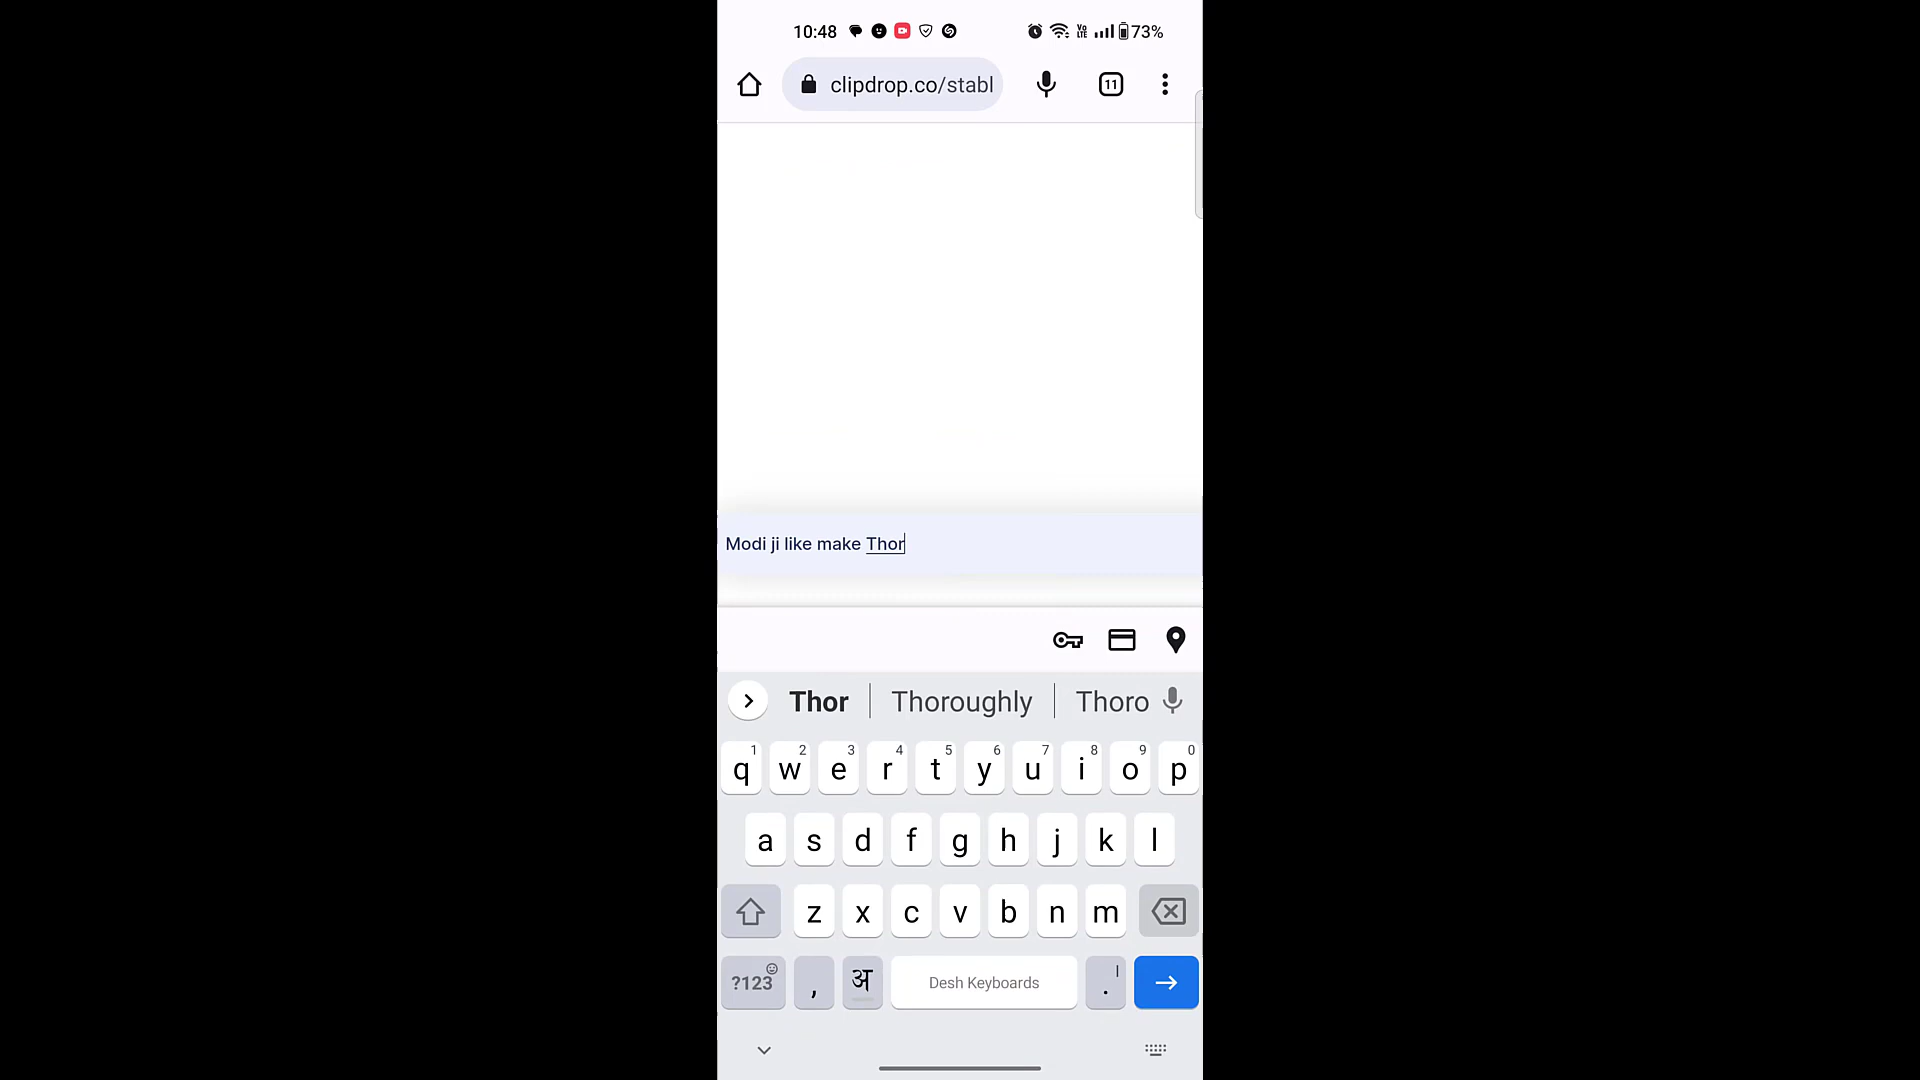 10:48
73%
clipdrop.co/stabl
11
Modi ji like make Thor
Thor Thoroughly Thoro
1 2 3 4 5 6 7 8 9 0
q w e r t y u i o p
a s d f g h j k l
z x c v b n m
?123 , अ Desh Keyboards . |